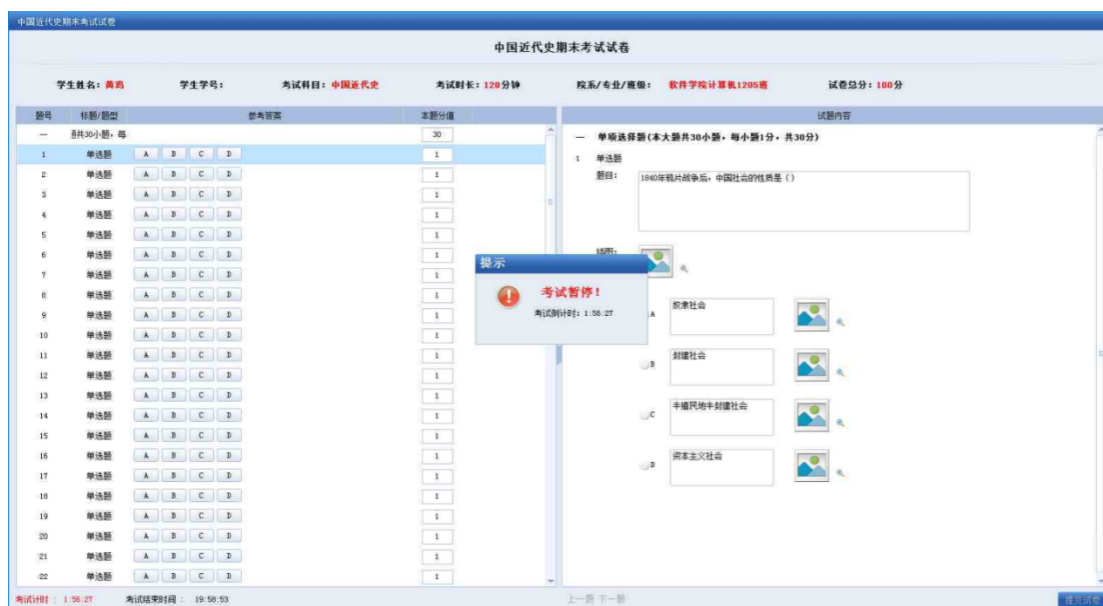 中国近代史期末考试试卷
中国近代史期末考试试卷
学生姓名：黄鸡 学生学号： 考试科目：中国近代史 考试时长：120分钟 院系/专业/班级： 软件学院计算机1205班 试卷总分：100分
题号 标题/题型 参考答案 本题分值 试题内容
一 共30小题，每 30
1 单选题 A B C D 1
2 单选题 A B C D 1
3 单选题 A B C D 1
4 单选题 A B C D 1
5 单选题 A B C D 1
6 单选题 A B C D 1
7 单选题 A B C D 1
8 单选题 A B C D 1
9 单选题 A B C D 1
10 单选题 A B C D 1
11 单选题 A B C D 1
12 单选题 A B C D 1
13 单选题 A B C D 1
14 单选题 A B C D 1
15 单选题 A B C D 1
16 单选题 A B C D 1
17 单选题 A B C D 1
18 单选题 A B C D 1
19 单选题 A B C D 1
20 单选题 A B C D 1
21 单选题 A B C D 1
22 单选题 A B C D 1
一 单项选择题(本大题共30小题，每小题1分，共30分)
1 单选题
题目： 1840年鸦片战争后，中国社会的性质是（）
插图：
A 奴隶社会
B 封建社会
C 半殖民地半封建社会
D 资本主义社会
提示
考试暂停！
考试倒计时：1:56:27
考试计时： 1:56:27 考试结束时间： 19:58:53 上一题 下一题 提交试卷